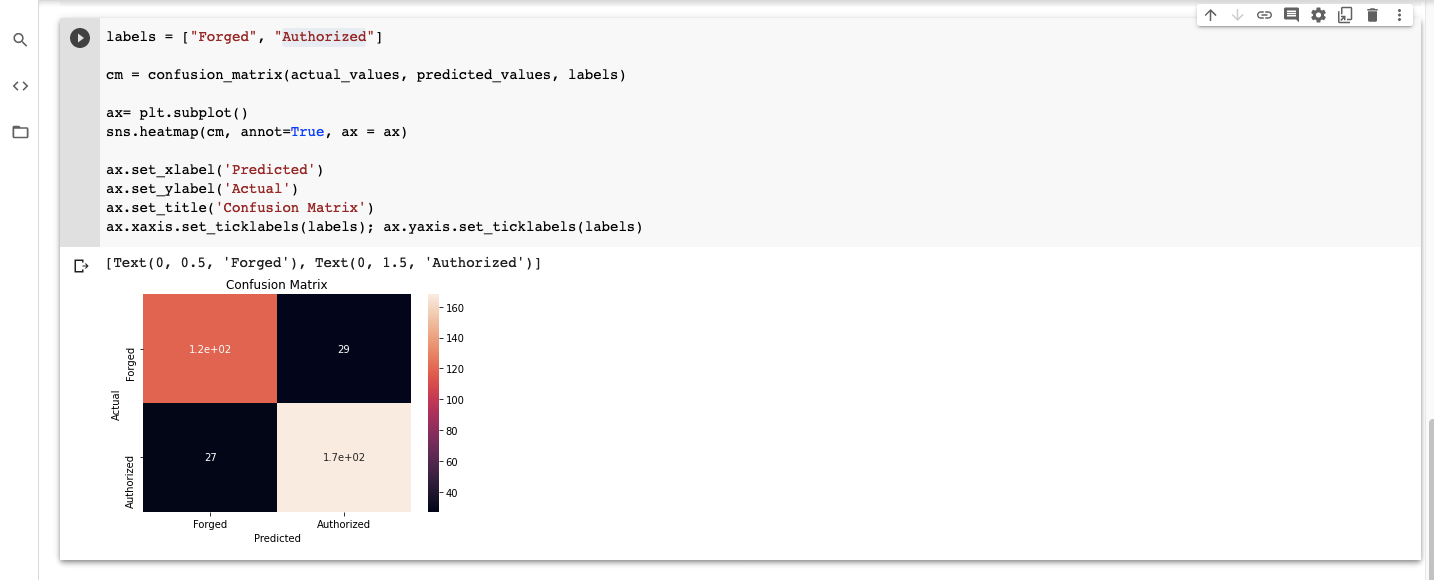 labels = ["Forged", "Authorized"]
cm = confusion_matrix(actual_values, predicted_values, labels)
ax= plt.subplot()
sns.heatmap(cm, annot=True, ax = ax)
ax.set_xlabel('Predicted')
ax.set_ylabel('Actual')
ax.set_title('Confusion Matrix')
ax.xaxis.set_ticklabels(labels); ax.yaxis.set_ticklabels(labels)
[Text(0, 0.5, 'Forged'), Text(0, 1.5, 'Authorized')]
Confusion Matrix
Actual
Forged
Authorized
1.2e+02
29
27
1.7e+02
Forged
Authorized
Predicted
160
140
120
100
80
60
40